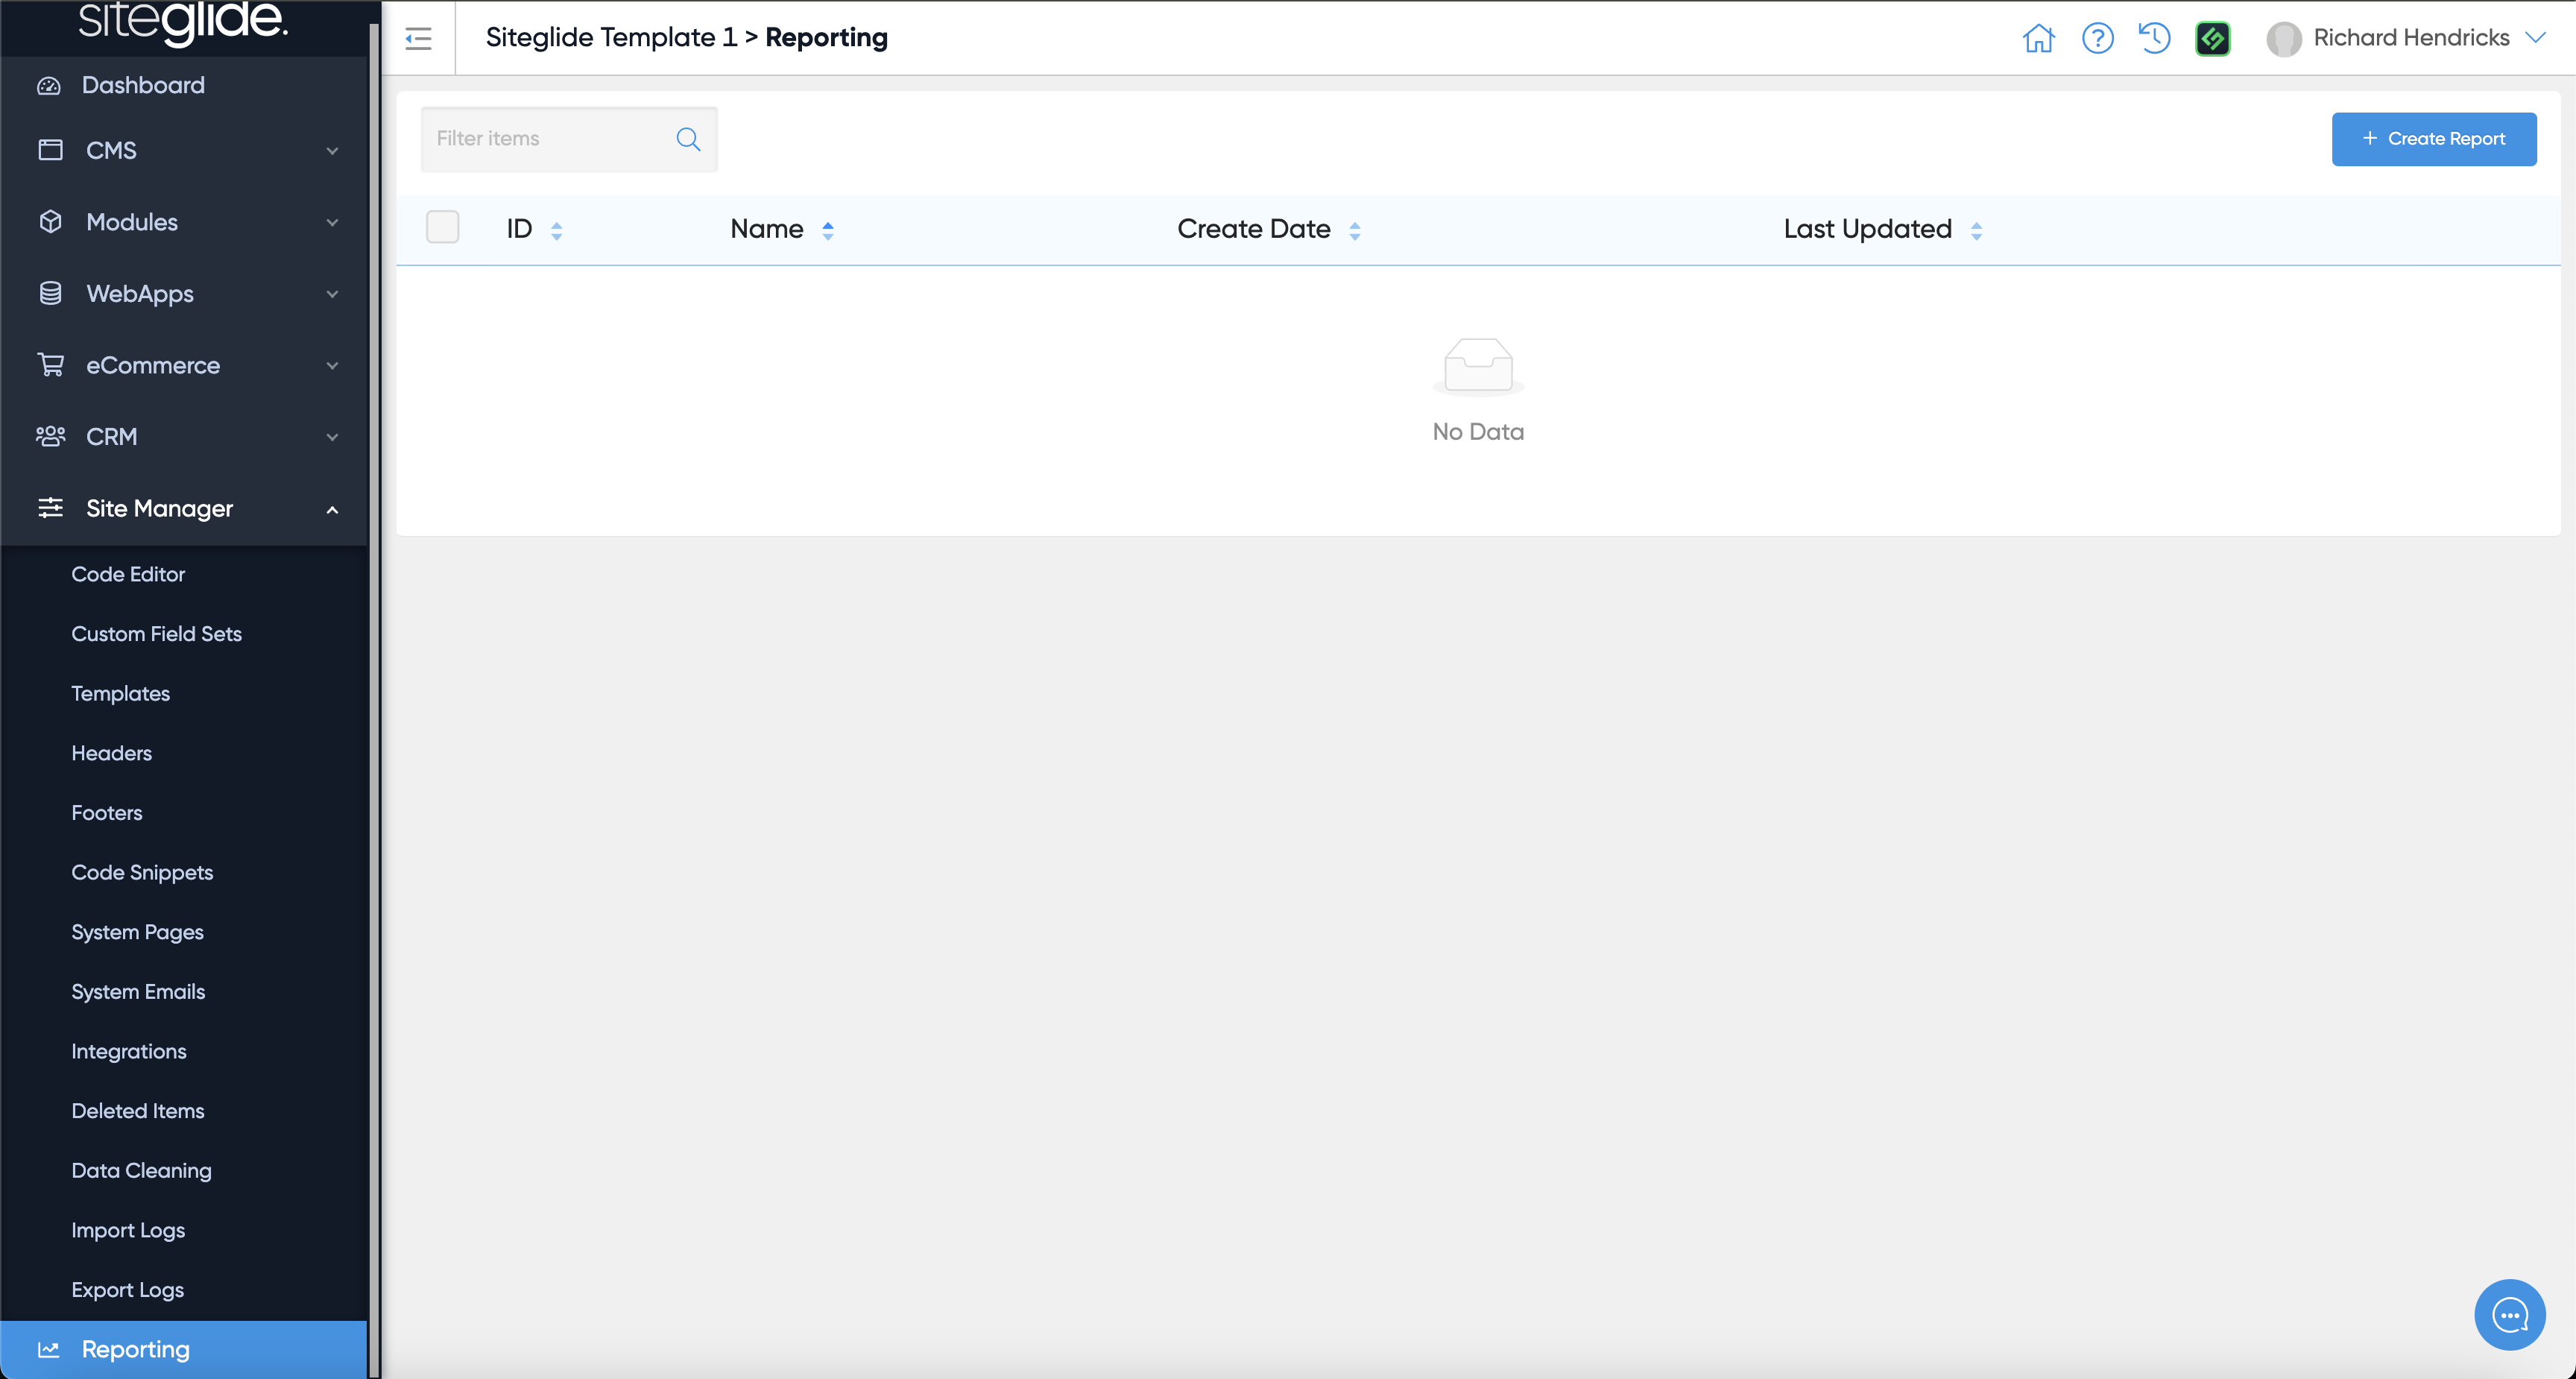 siteglide.
Siteglide Template 1 > Reporting
Richard Hendricks
Dashboard
CMS
Modules
WebApps
eCommerce
CRM
Site Manager
Code Editor
Custom Field Sets
Templates
Headers
Footers
Code Snippets
System Pages
System Emails
Integrations
Deleted Items
Data Cleaning
Import Logs
Export Logs
Reporting
Filter items
+ Create Report
ID Name Create Date Last Updated
No Data